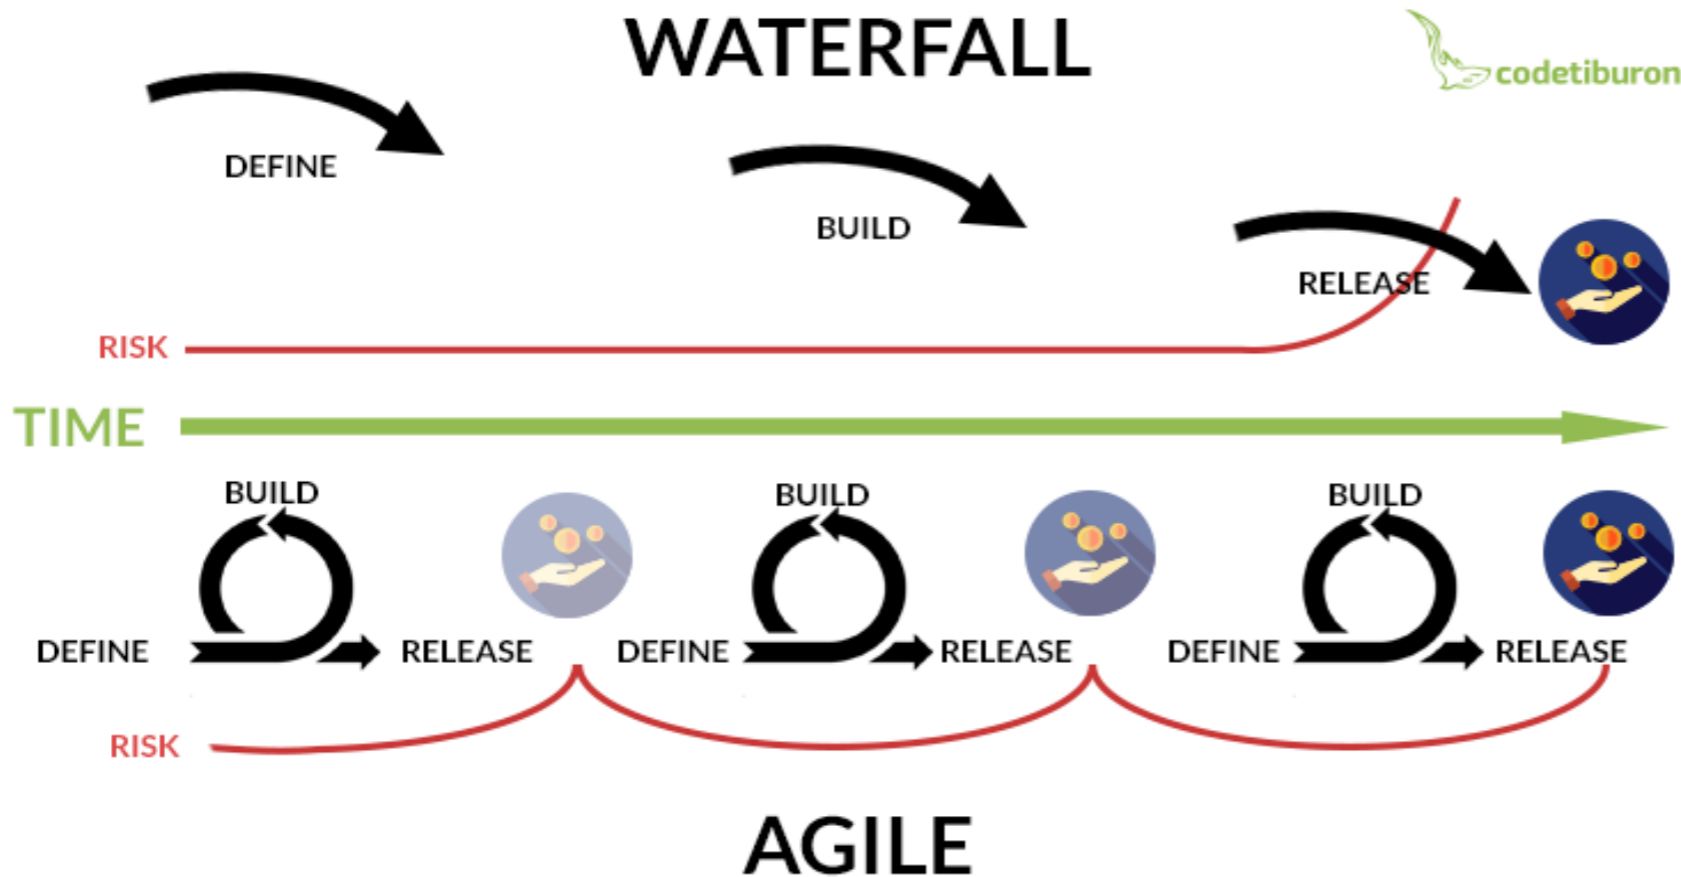 WATERFALL
codetiburon
DEFINE
BUILD
RELEASE
RISK
TIME
BUILD
BUILD
BUILD
DEFINE
RELEASE
DEFINE
RELEASE
DEFINE
RELEASE
RISK
AGILE